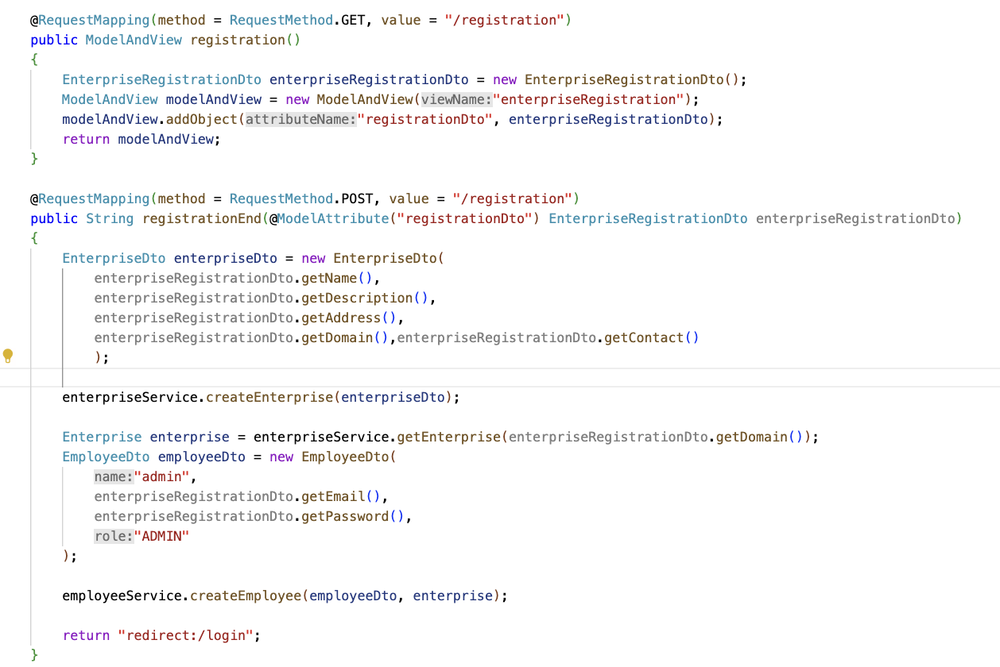 @RequestMapping(method = RequestMethod.GET, value = "/registration")
public ModelAndView registration()
{
EnterpriseRegistrationDto enterpriseRegistrationDto = new EnterpriseRegistrationDto();
ModelAndView modelAndView = new ModelAndView(viewName:"enterpriseRegistration");
modelAndView.addObject(attributeName:"registrationDto", enterpriseRegistrationDto);
return modelAndView;
}
@RequestMapping(method = RequestMethod.POST, value = "/registration")
public String registrationEnd(@ModelAttribute("registrationDto") EnterpriseRegistrationDto enterpriseRegistrationDto)
{
EnterpriseDto enterpriseDto = new EnterpriseDto(
enterpriseRegistrationDto.getName(),
enterpriseRegistrationDto.getDescription(),
enterpriseRegistrationDto.getAddress(),
enterpriseRegistrationDto.getDomain(),enterpriseRegistrationDto.getContact()
);
enterpriseService.createEnterprise(enterpriseDto);
Enterprise enterprise = enterpriseService.getEnterprise(enterpriseRegistrationDto.getDomain());
EmployeeDto employeeDto = new EmployeeDto(
name:"admin",
enterpriseRegistrationDto.getEmail(),
enterpriseRegistrationDto.getPassword(),
role:"ADMIN"
);
employeeService.createEmployee(employeeDto, enterprise);
return "redirect:/login";
}